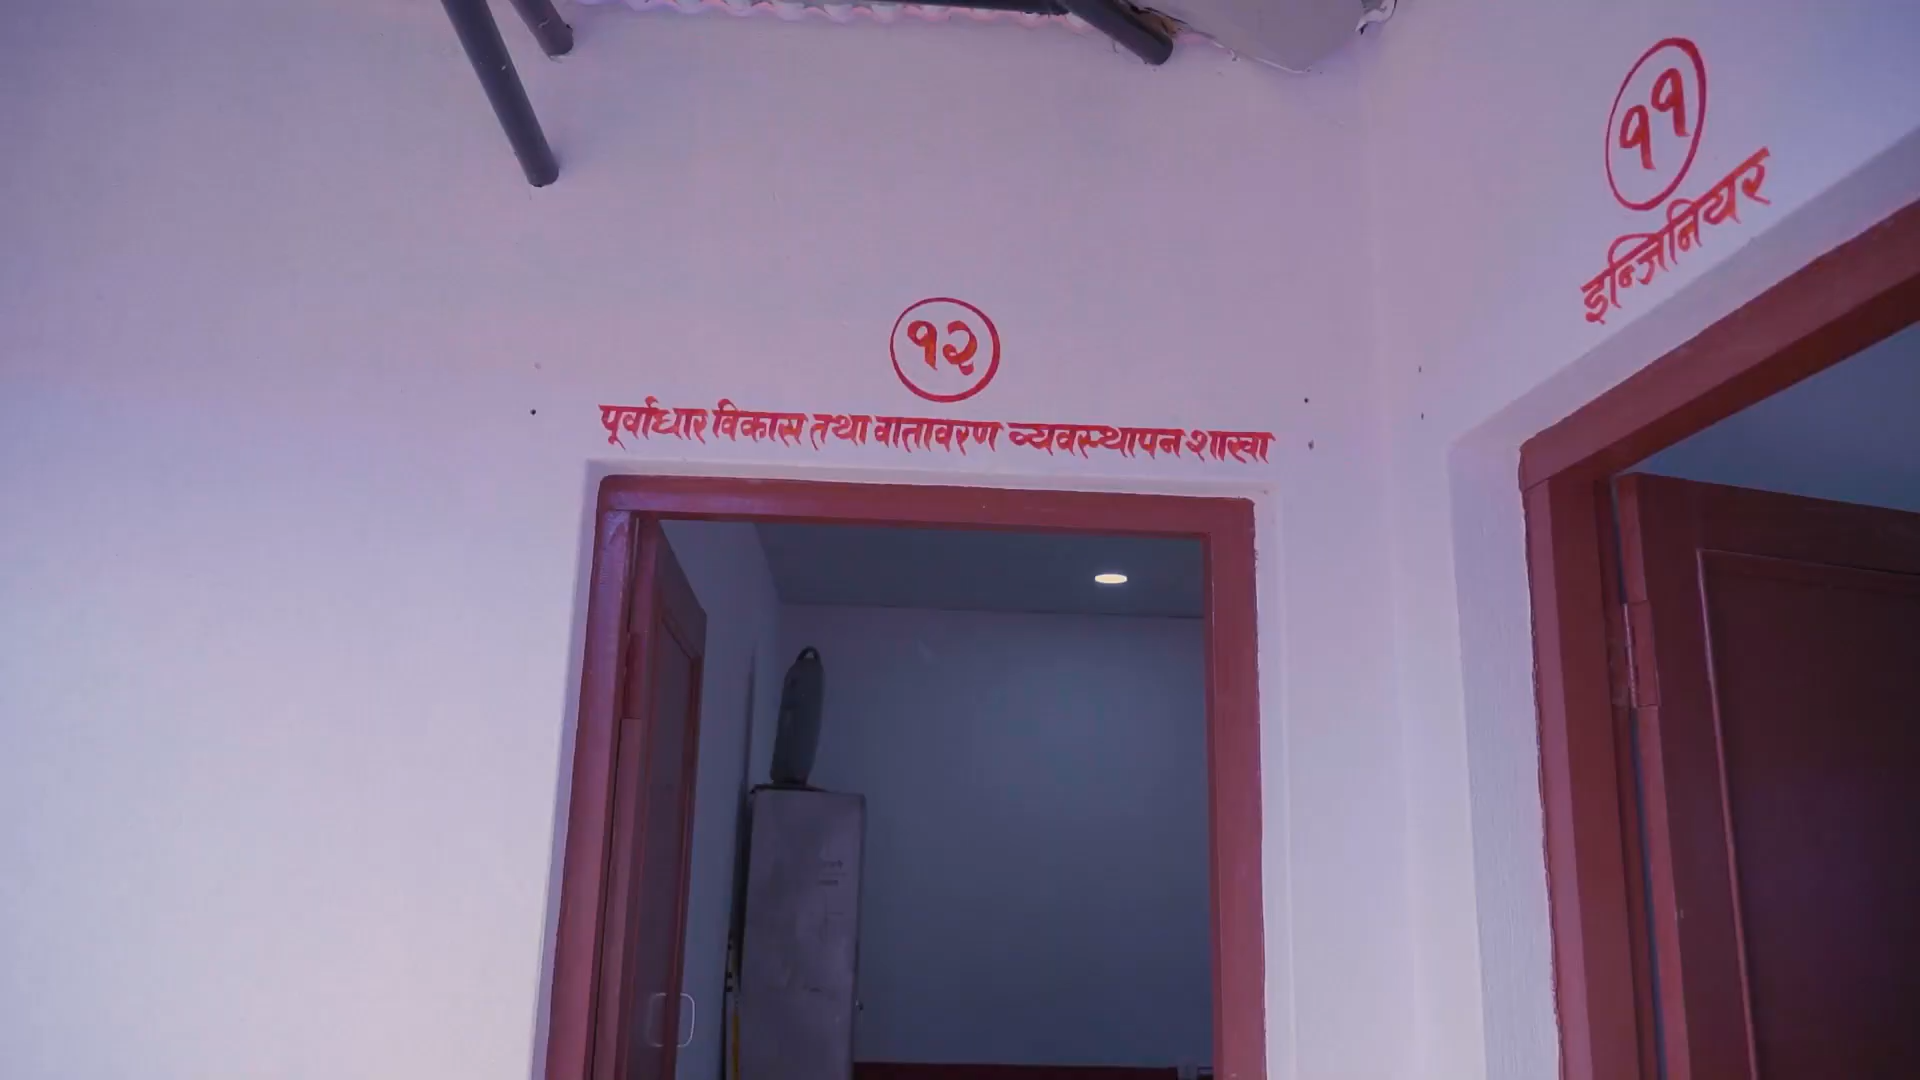 १२
पूर्वाधार विकास तथा वातावरण व्यवस्थापन शाखा
११
इन्जिनियर